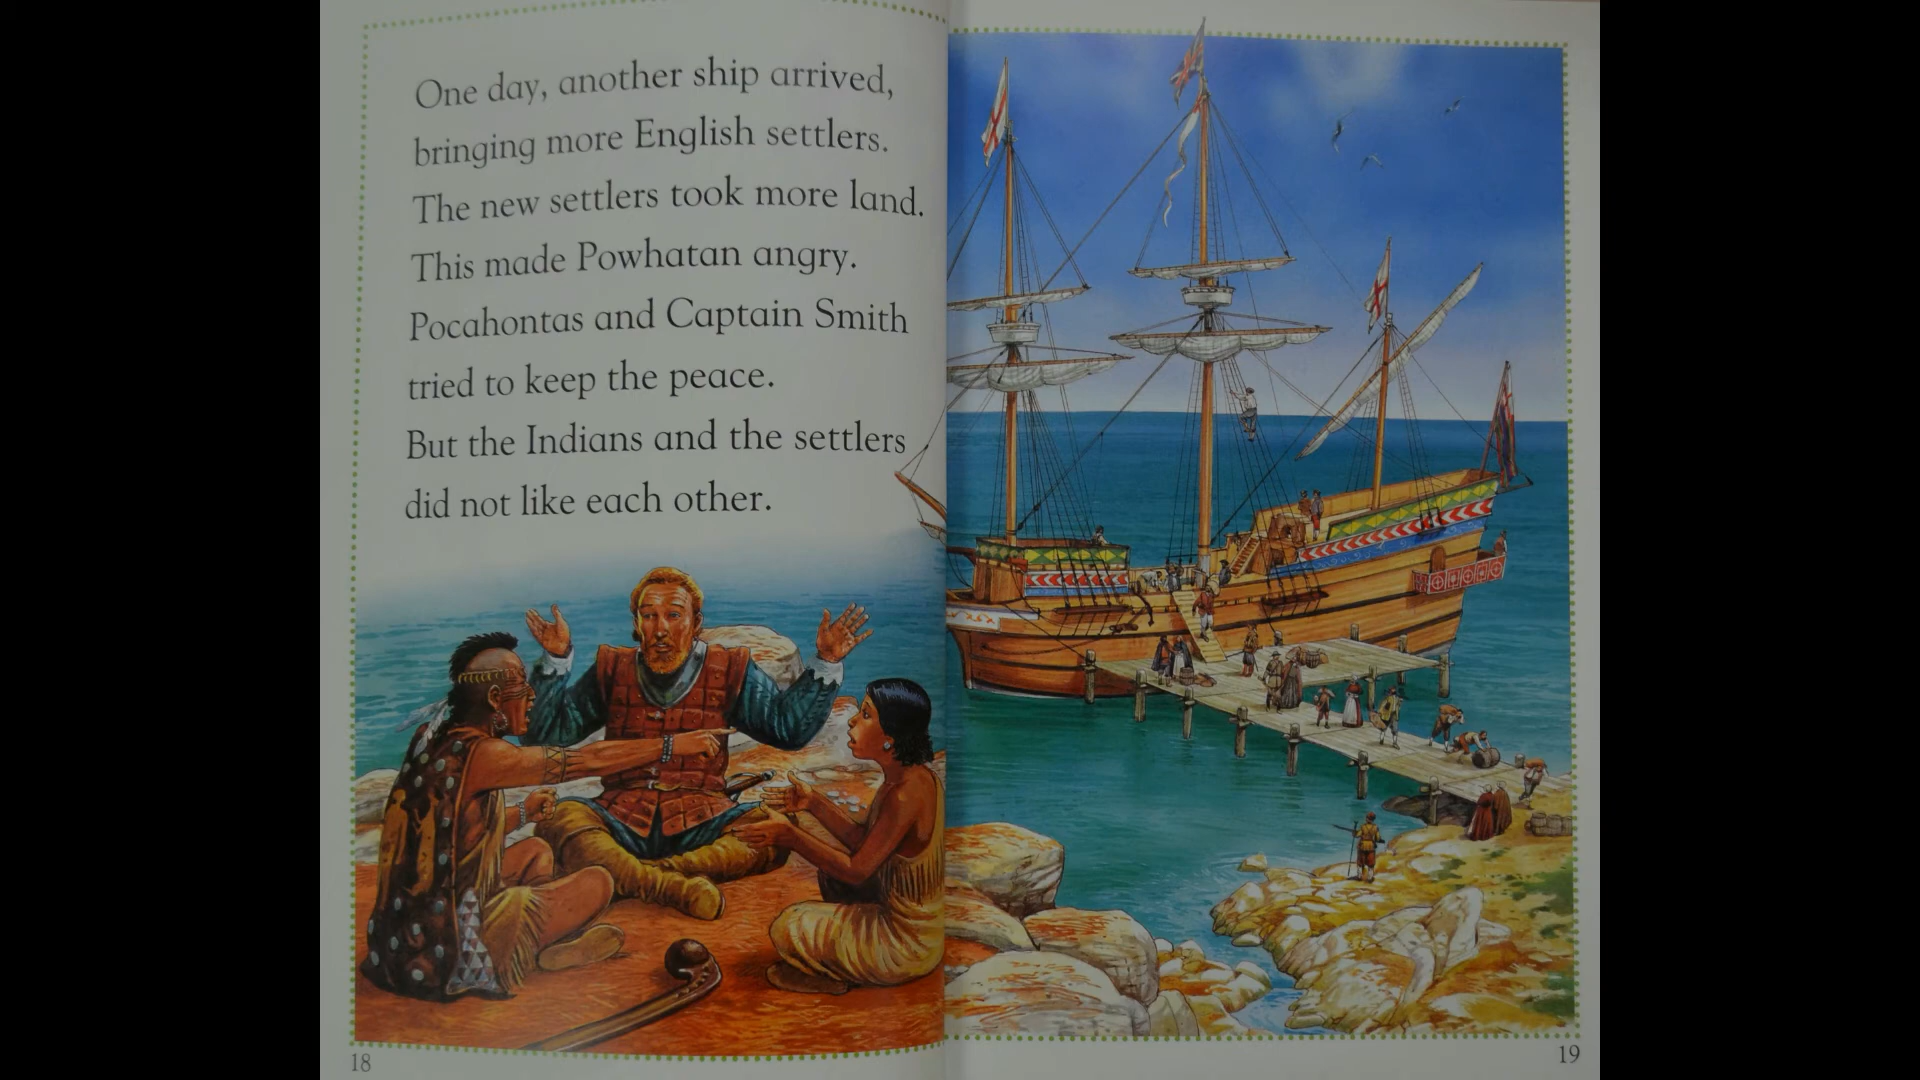 One day, another ship arrived,
bringing more English settlers.
The new settlers took more land.
This made Powhatan angry.
Pocahontas and Captain Smith
tried to keep the peace.
But the Indians and the settlers
did not like each other.
18
19